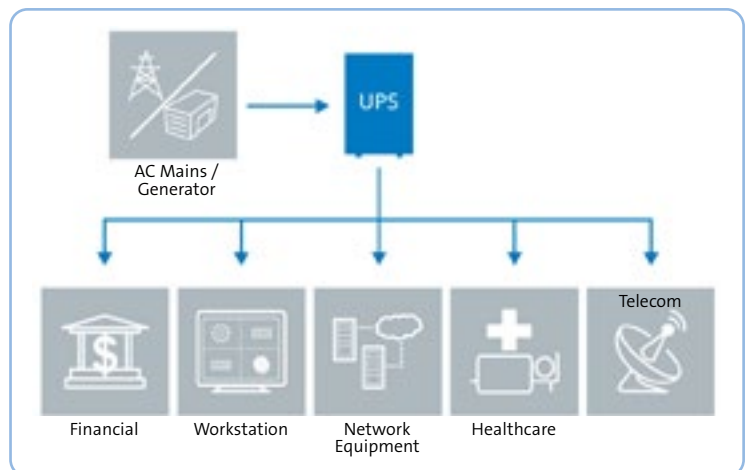 AC Mains /
Generator
UPS
Telecom
$
Financial
Workstation
Network
Equipment
Healthcare